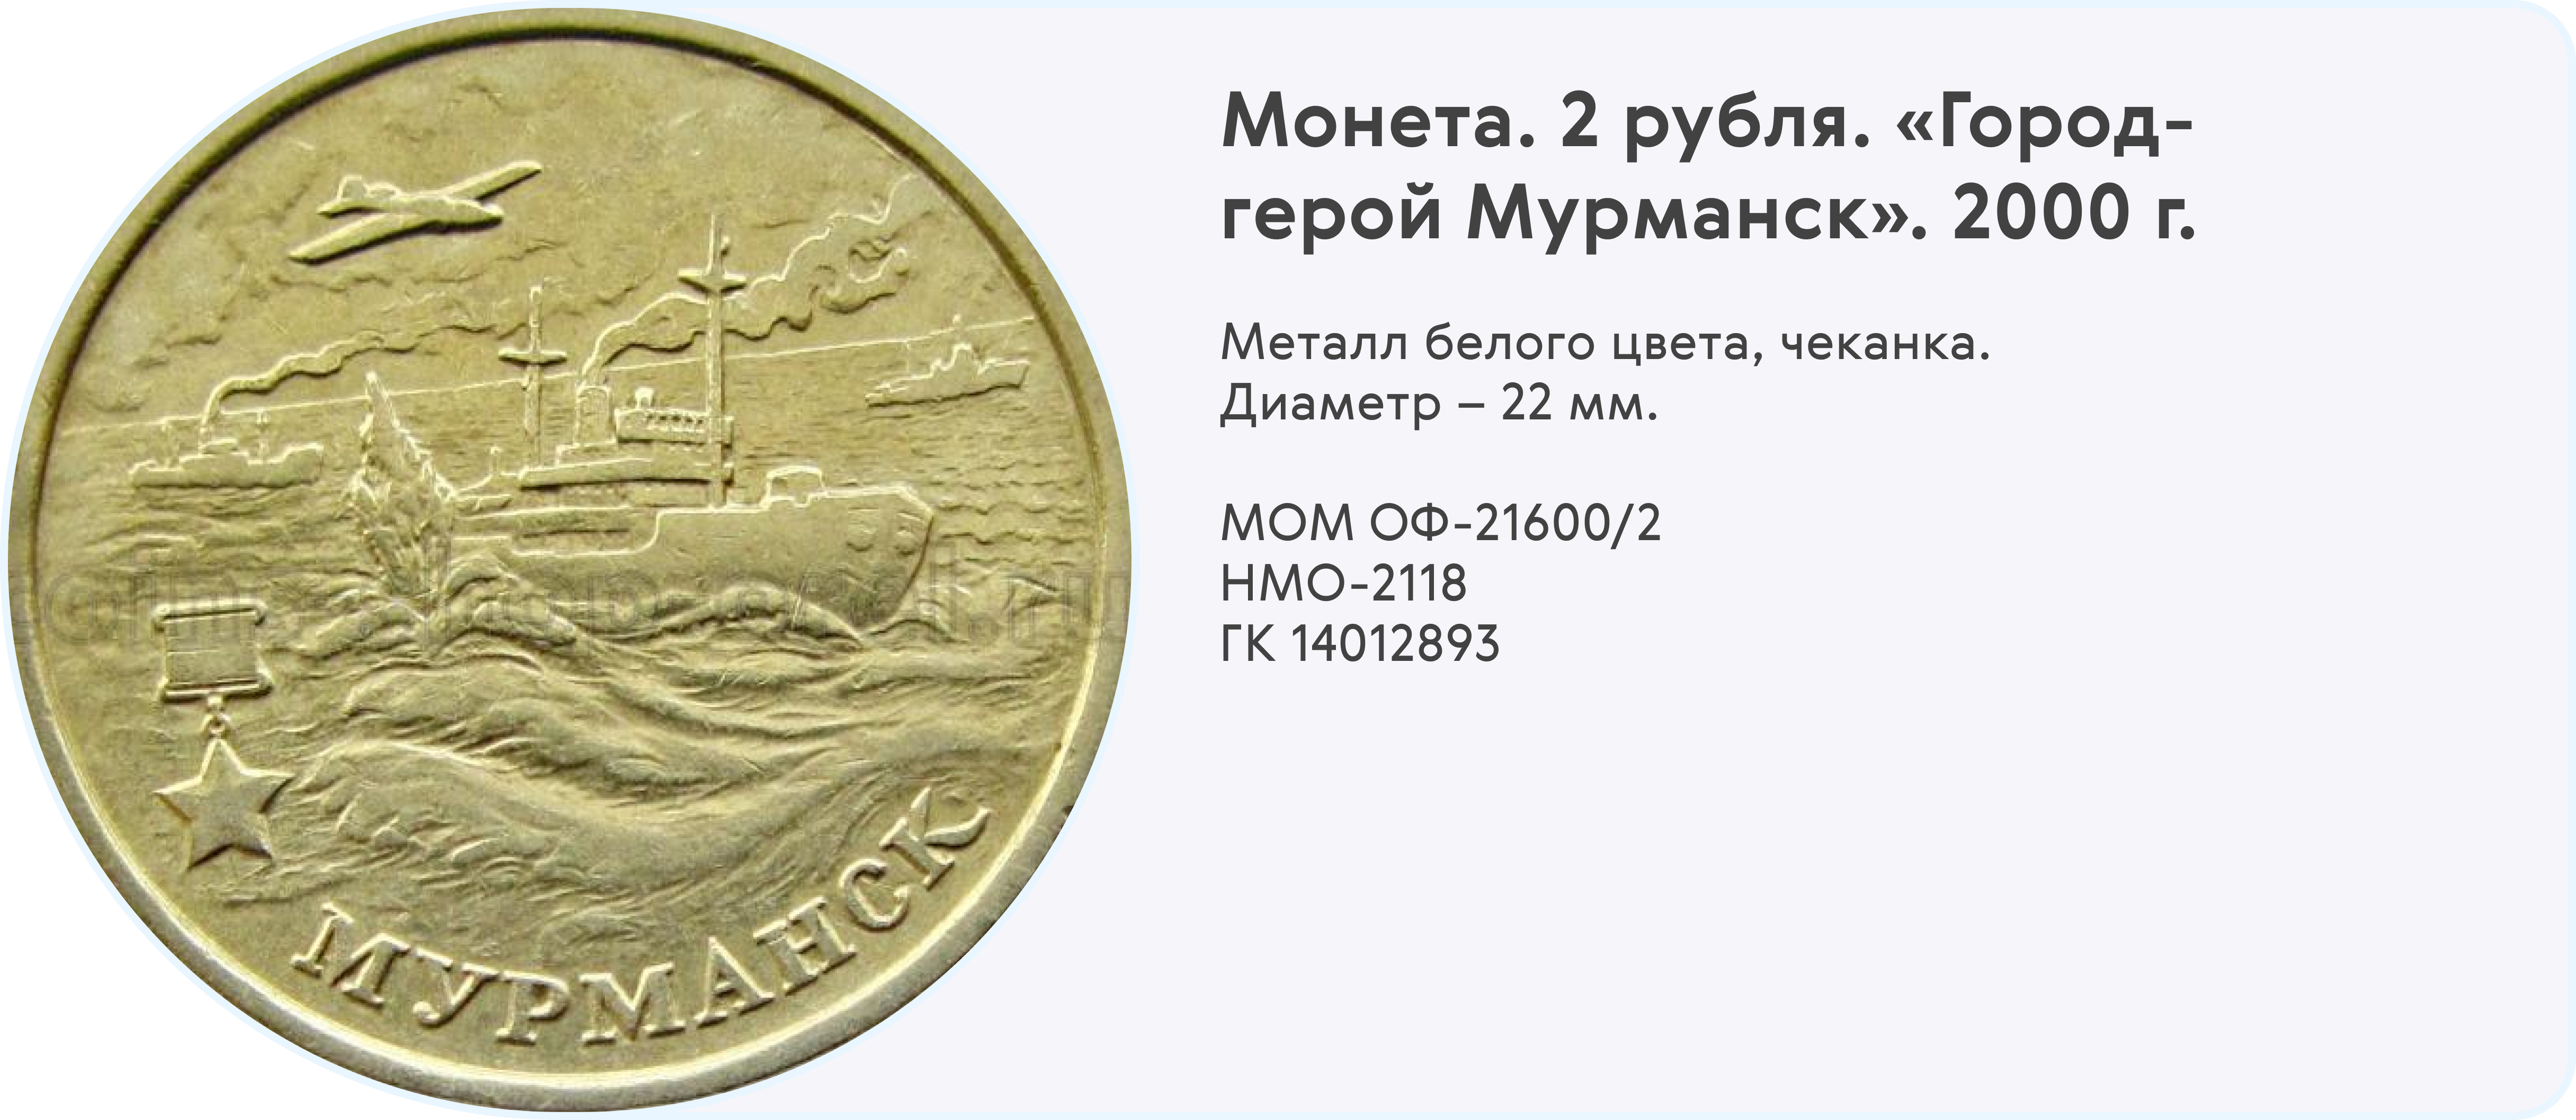 Монета. 2 рубля. «Город-
герой Мурманск». 2000 г.
Металл белого цвета, чеканка.
Диаметр – 22 мм.
МОМ ОФ-21600/2
НМО-2118
ГК 14012893
МУРМАНСК